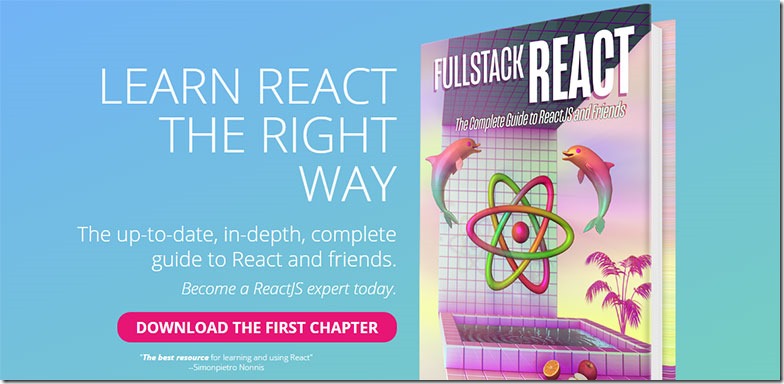 LEARN REACT
THE RIGHT
WAY
The up-to-date, in-depth, complete
guide to React and friends.
Become a ReactJS expert today.
DOWNLOAD THE FIRST CHAPTER
"The best resource for learning and using React"
–Simonpietro Nonnis
FULLSTACK REACT
The Complete Guide to ReactJS and Friends